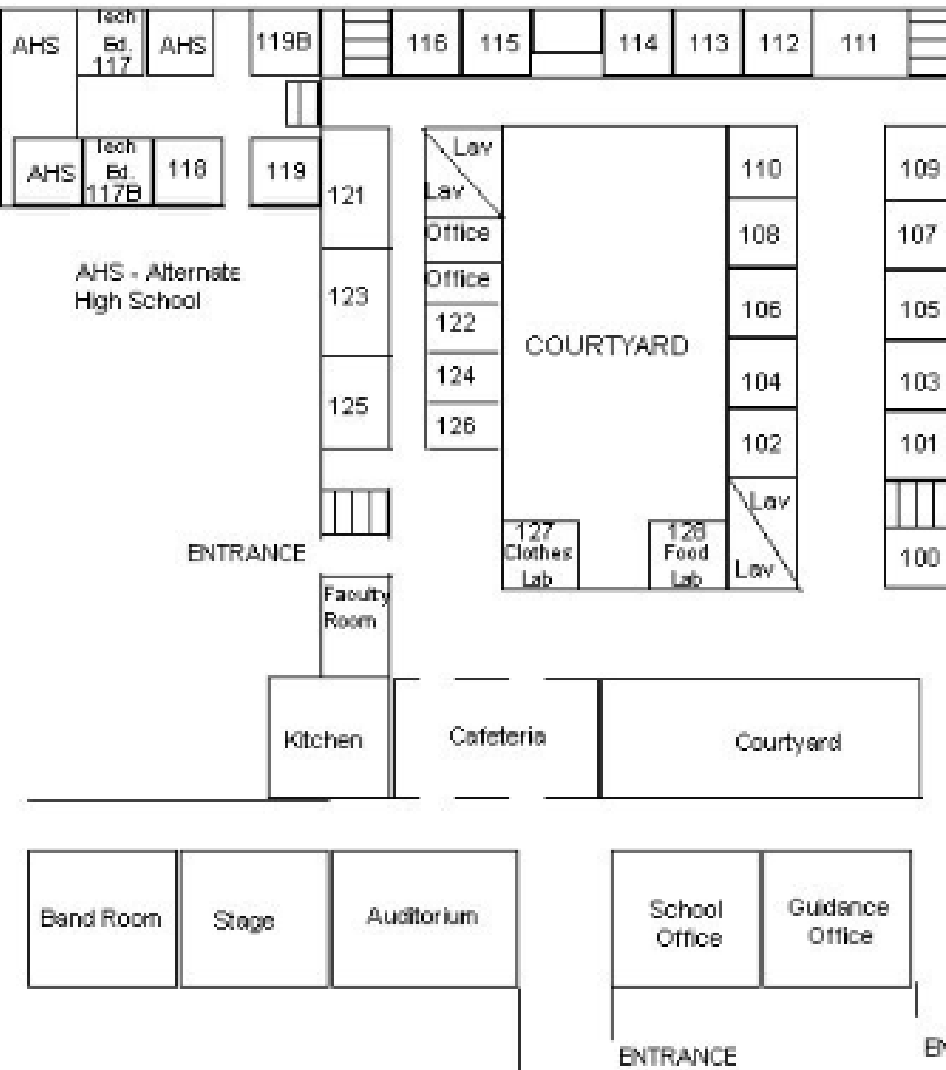 AHS
Tech
Ed.
117
AHS
119B
116
115
114
113
112
111
AHS
Tech
Ed.
117B
118
119
121
Lav
Lav
110
109
Office
108
107
AHS - Alternate
High School
Office
123
122
106
105
COURTYARD
124
104
103
125
126
102
101
Lav
ENTRANCE
127
Clothes
Lab
128
Food
Lab
Lav
100
Faculty
Room
Kitchen
Cafeteria
Courtyard
Band Room
Stage
Auditorium
School
Office
Guidance
Office
ENTRANCE